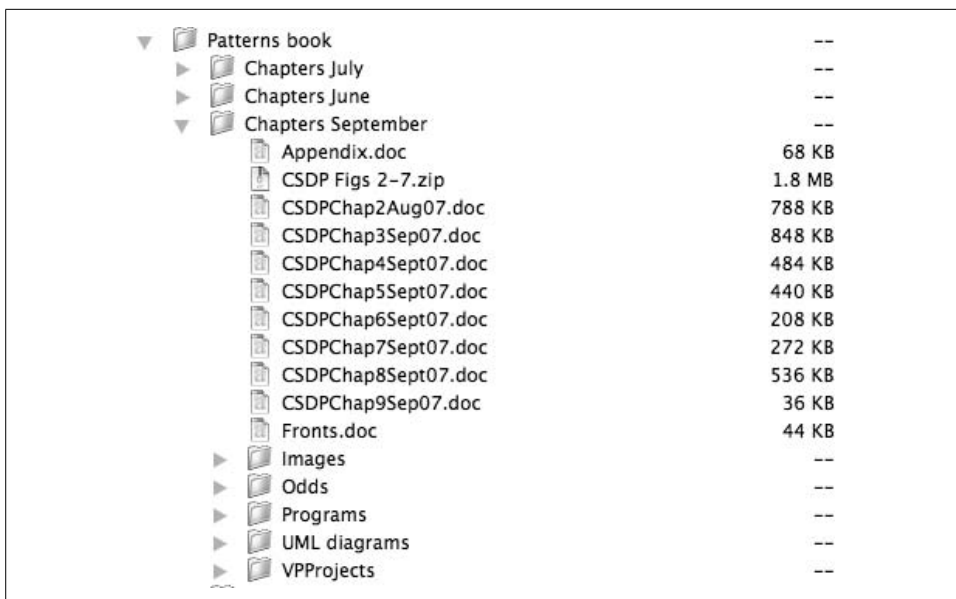 Patterns book --
Chapters July --
Chapters June --
Chapters September --
Appendix.doc 68 KB
CSDP Figs 2-7.zip 1.8 MB
CSDPChap2Aug07.doc 788 KB
CSDPChap3Sep07.doc 848 KB
CSDPChap4Sept07.doc 484 KB
CSDPChap5Sept07.doc 440 KB
CSDPChap6Sept07.doc 208 KB
CSDPChap7Sept07.doc 272 KB
CSDPChap8Sept07.doc 536 KB
CSDPChap9Sep07.doc 36 KB
Fronts.doc 44 KB
Images --
Odds --
Programs --
UML diagrams --
VPProjects --